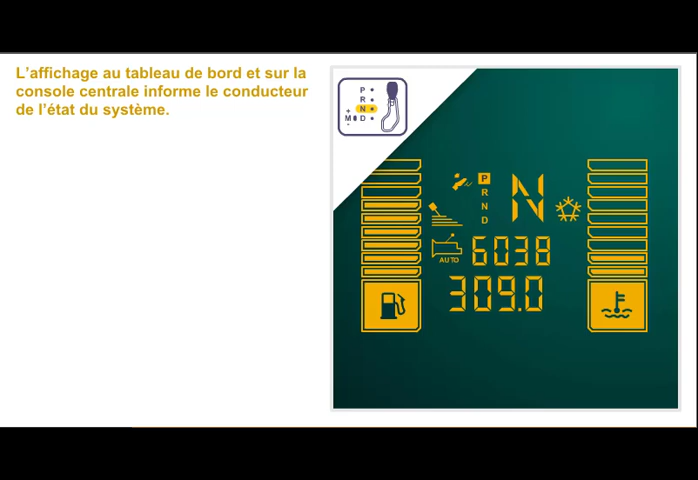 L'affichage au tableau de bord et sur la
console centrale informe le conducteur
de l'état du système.
P
R
N
+
M D
-
P
R
N
D
N
AUTO 6038
309.0